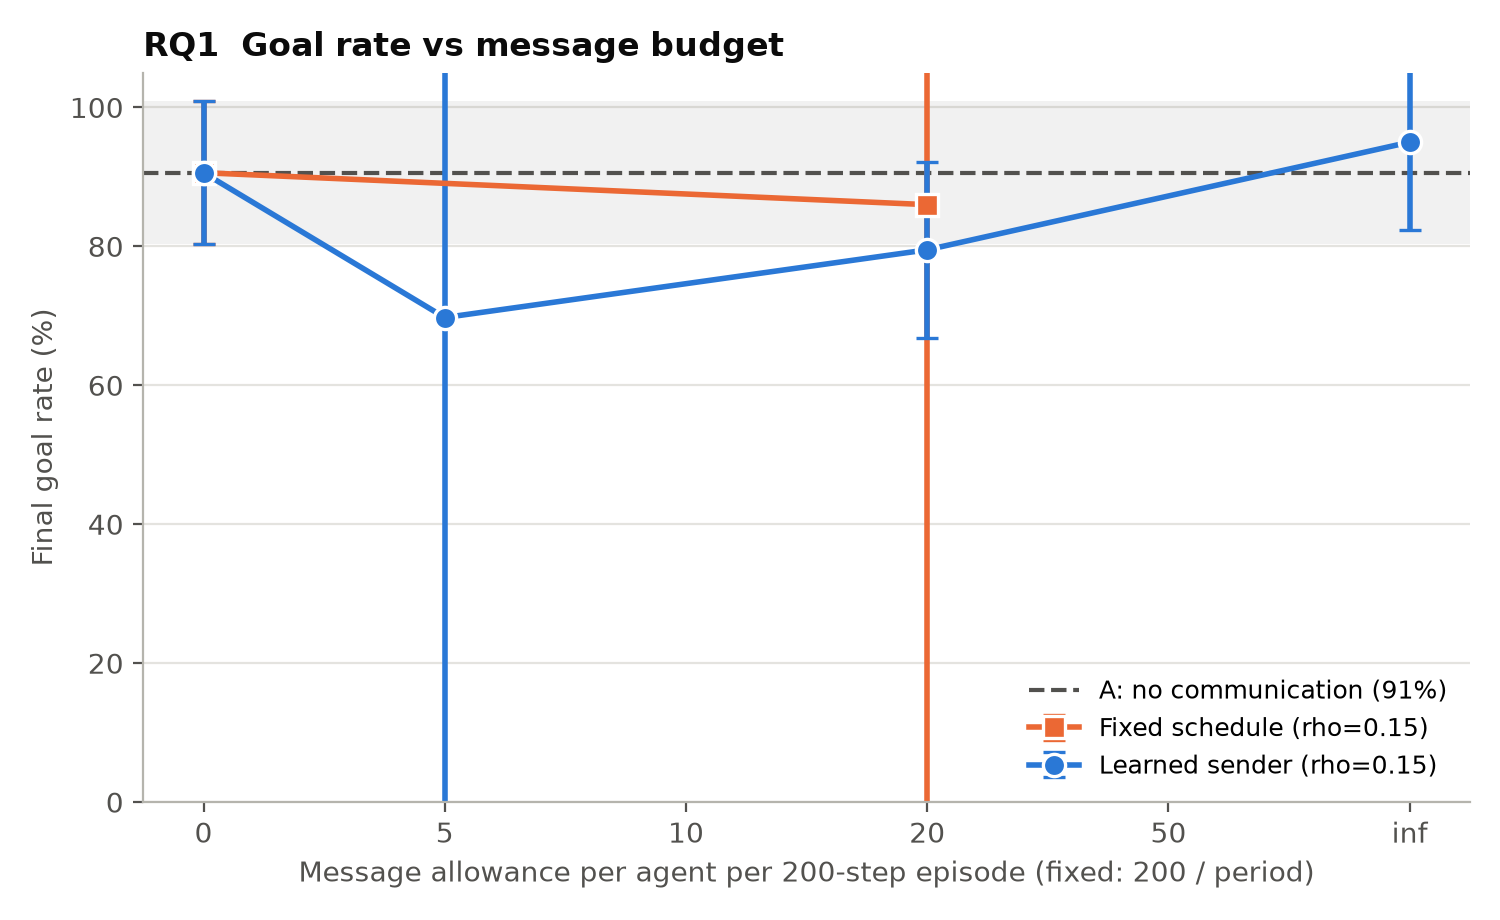 RQ1 Goal rate vs message budget
100
80
60
40
20
0
Final goal rate (%)
0 5 10 20 50 inf
Message allowance per agent per 200-step episode (fixed: 200 / period)
A: no communication (91%)
Fixed schedule (rho=0.15)
Learned sender (rho=0.15)